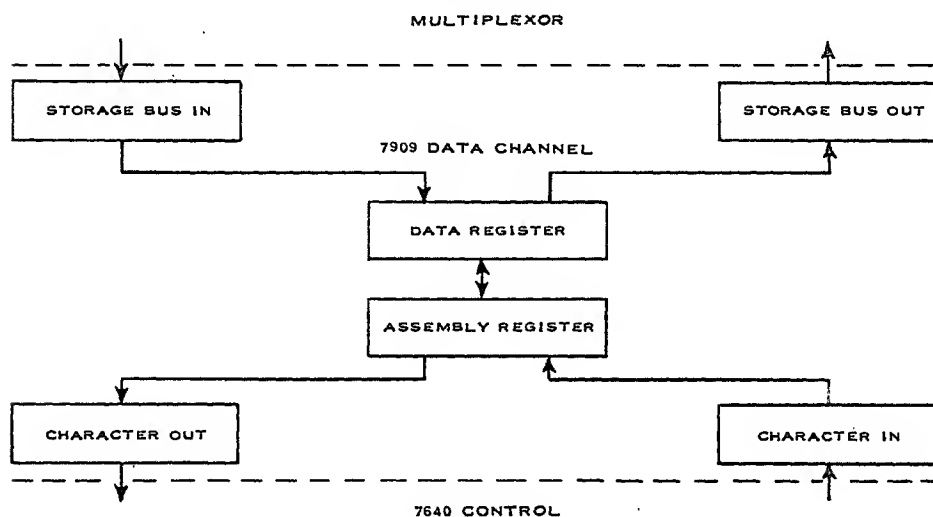 MULTIPLEXOR
STORAGE BUS IN
STORAGE BUS OUT
7909 DATA CHANNEL
DATA REGISTER
ASSEMBLY REGISTER
CHARACTER OUT
CHARACTER IN
7640 CONTROL